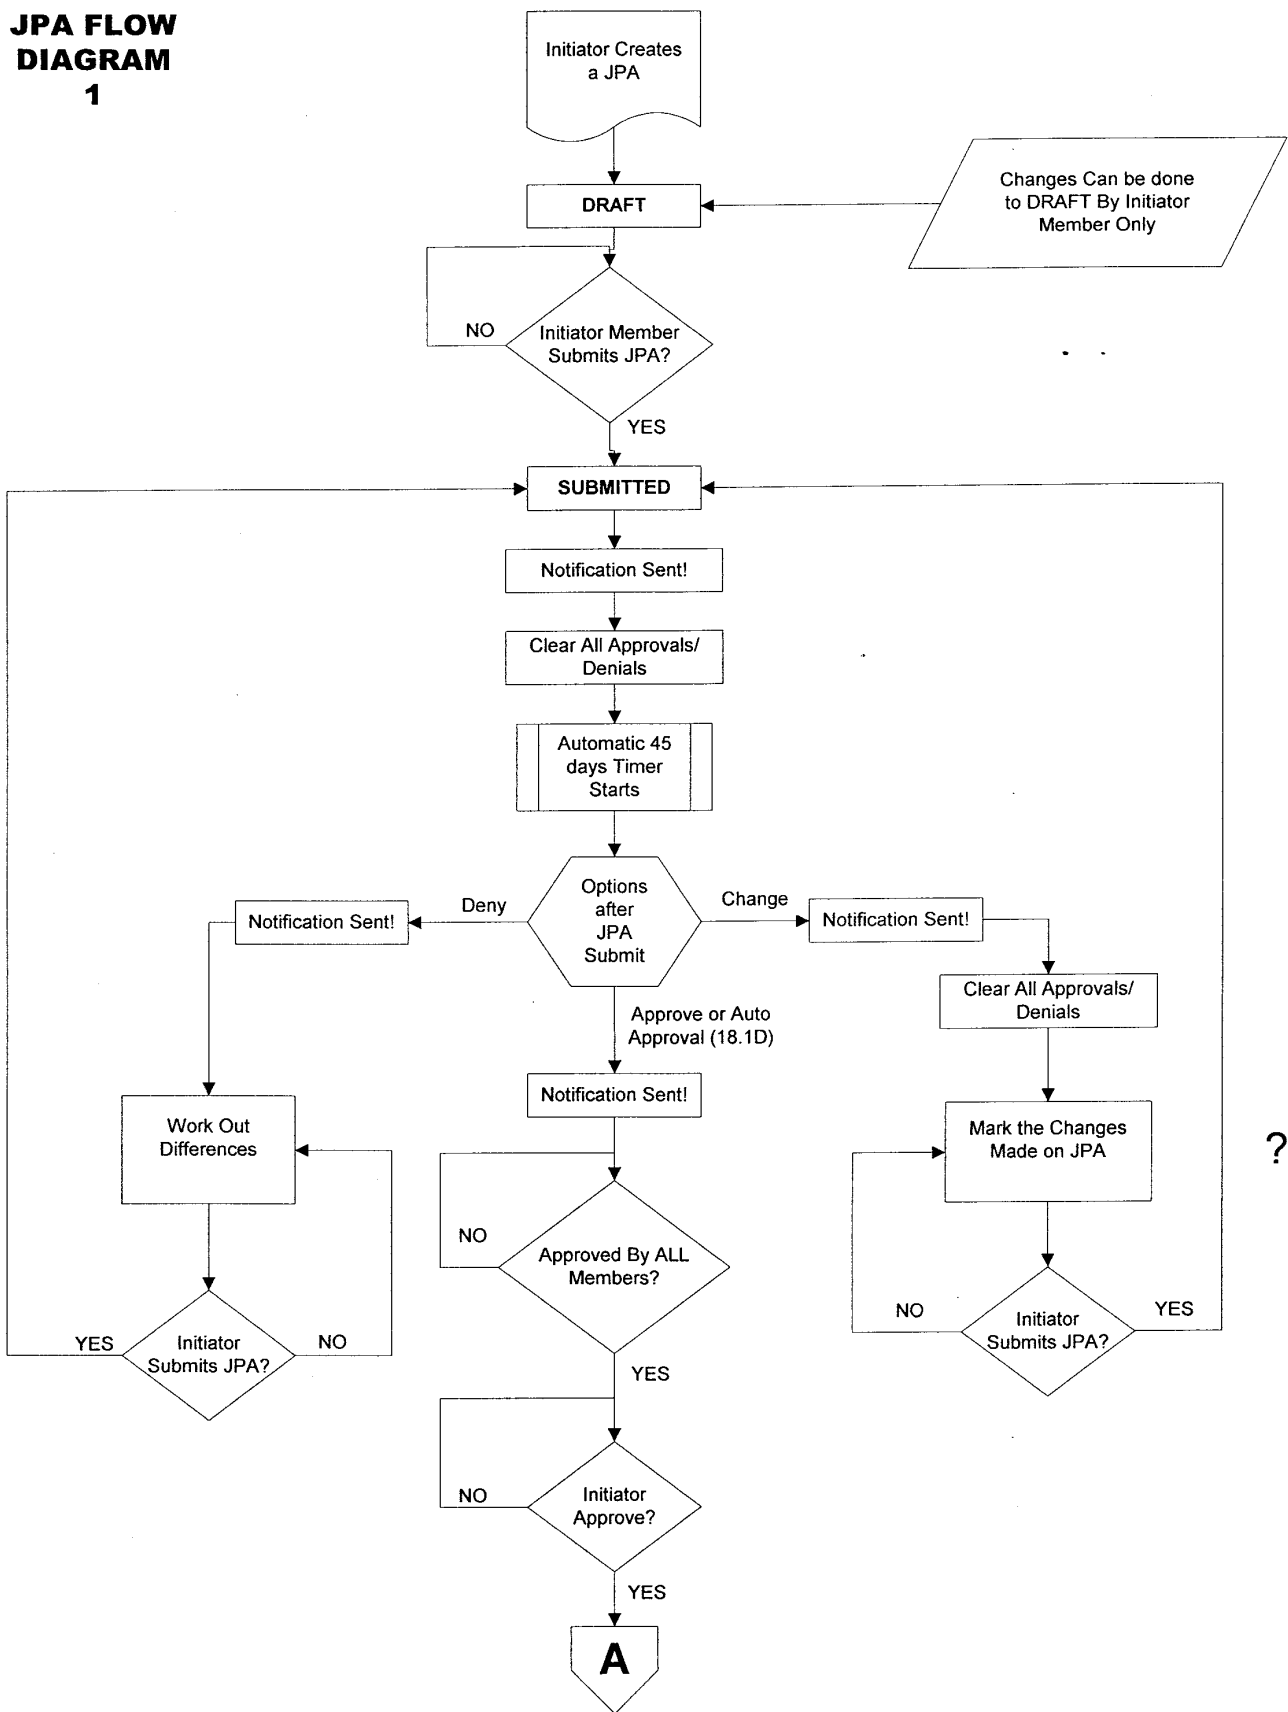 JPA FLOW
DIAGRAM
1
Initiator Creates
a JPA
DRAFT
Changes Can be done
to DRAFT By Initiator
Member Only
NO
Initiator Member
Submits JPA?
YES
SUBMITTED
Notification Sent!
Clear All Approvals/
Denials
Automatic 45
days Timer
Starts
Options
after
JPA
Submit
Deny
Notification Sent!
Change
Notification Sent!
Clear All Approvals/
Denials
Approve or Auto
Approval (18.1D)
Notification Sent!
Work Out
Differences
Mark the Changes
Made on JPA
?
NO
Approved By ALL
Members?
YES
YES
Initiator
Submits JPA?
NO
NO
Initiator
Submits JPA?
YES
NO
Initiator
Approve?
YES
A